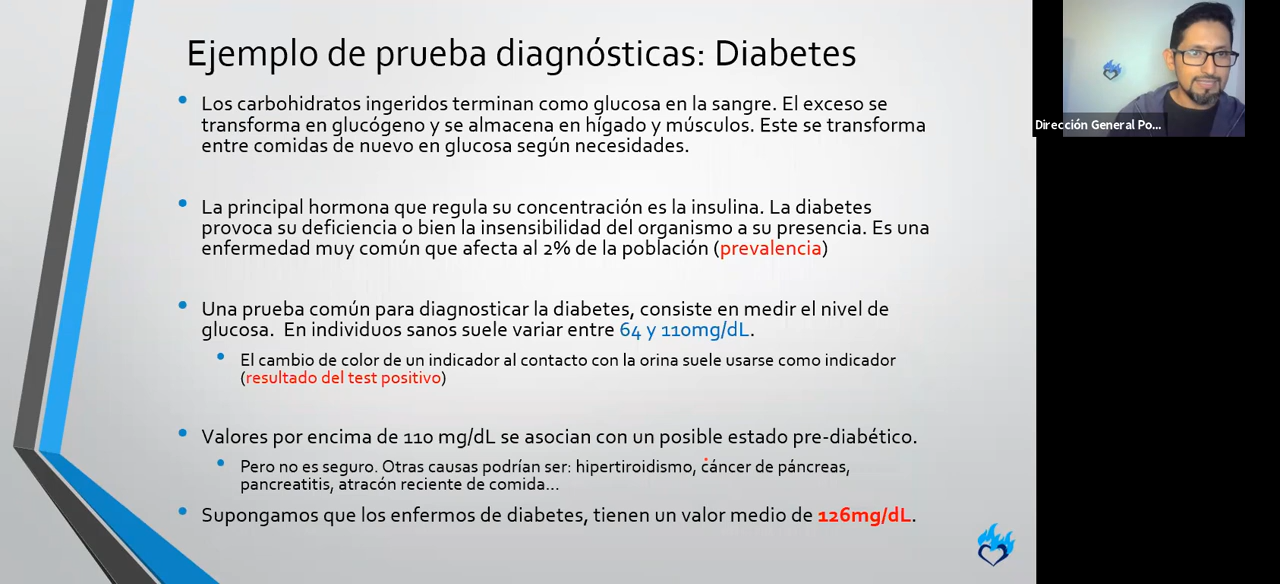 Ejemplo de prueba diagnósticas: Diabetes
Los carbohidratos ingeridos terminan como glucosa en la sangre. El exceso se
transforma en glucógeno y se almacena en hígado y músculos. Este se transforma
entre comidas de nuevo en glucosa según necesidades.
La principal hormona que regula su concentración es la insulina. La diabetes
provoca su deficiencia o bien la insensibilidad del organismo a su presencia. Es una
enfermedad muy común que afecta al 2% de la población (prevalencia)
Una prueba común para diagnosticar la diabetes, consiste en medir el nivel de
glucosa. En individuos sanos suele variar entre 64 y 110mg/dL.
El cambio de color de un indicador al contacto con la orina suele usarse como indicador
(resultado del test positivo)
Valores por encima de 110 mg/dL se asocian con un posible estado pre-diabético.
Pero no es seguro. Otras causas podrían ser: hipertiroidismo, cáncer de páncreas,
pancreatitis, atracón reciente de comida...
Supongamos que los enfermos de diabetes, tienen un valor medio de 126mg/dL.
Dirección General Po...